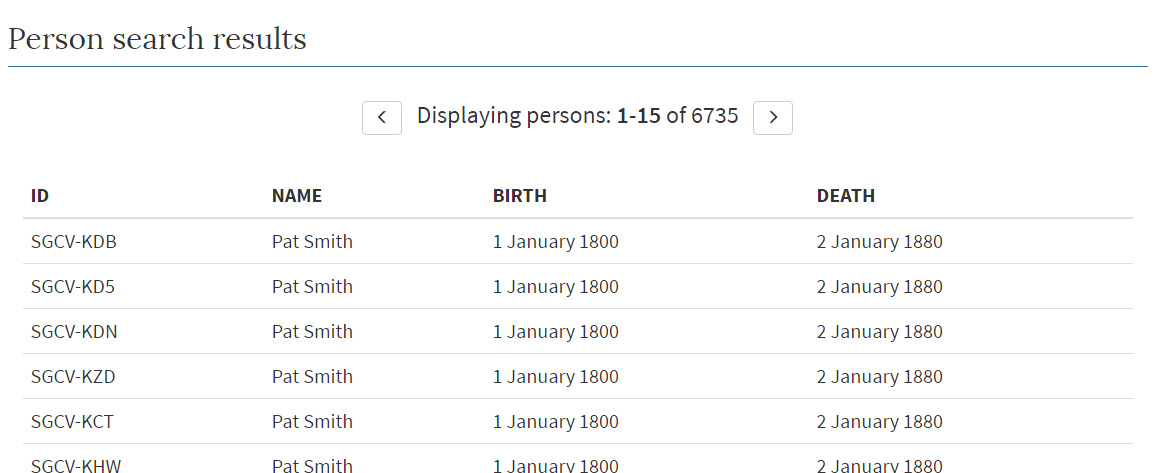 Person search results
< Displaying persons: 1-15 of 6735 >
ID NAME BIRTH DEATH
SGCV-KDB Pat Smith 1 January 1800 2 January 1880
SGCV-KD5 Pat Smith 1 January 1800 2 January 1880
SGCV-KDN Pat Smith 1 January 1800 2 January 1880
SGCV-KZD Pat Smith 1 January 1800 2 January 1880
SGCV-KCT Pat Smith 1 January 1800 2 January 1880
SGCV-KHW Pat Smith 1 January 1800 2 January 1880